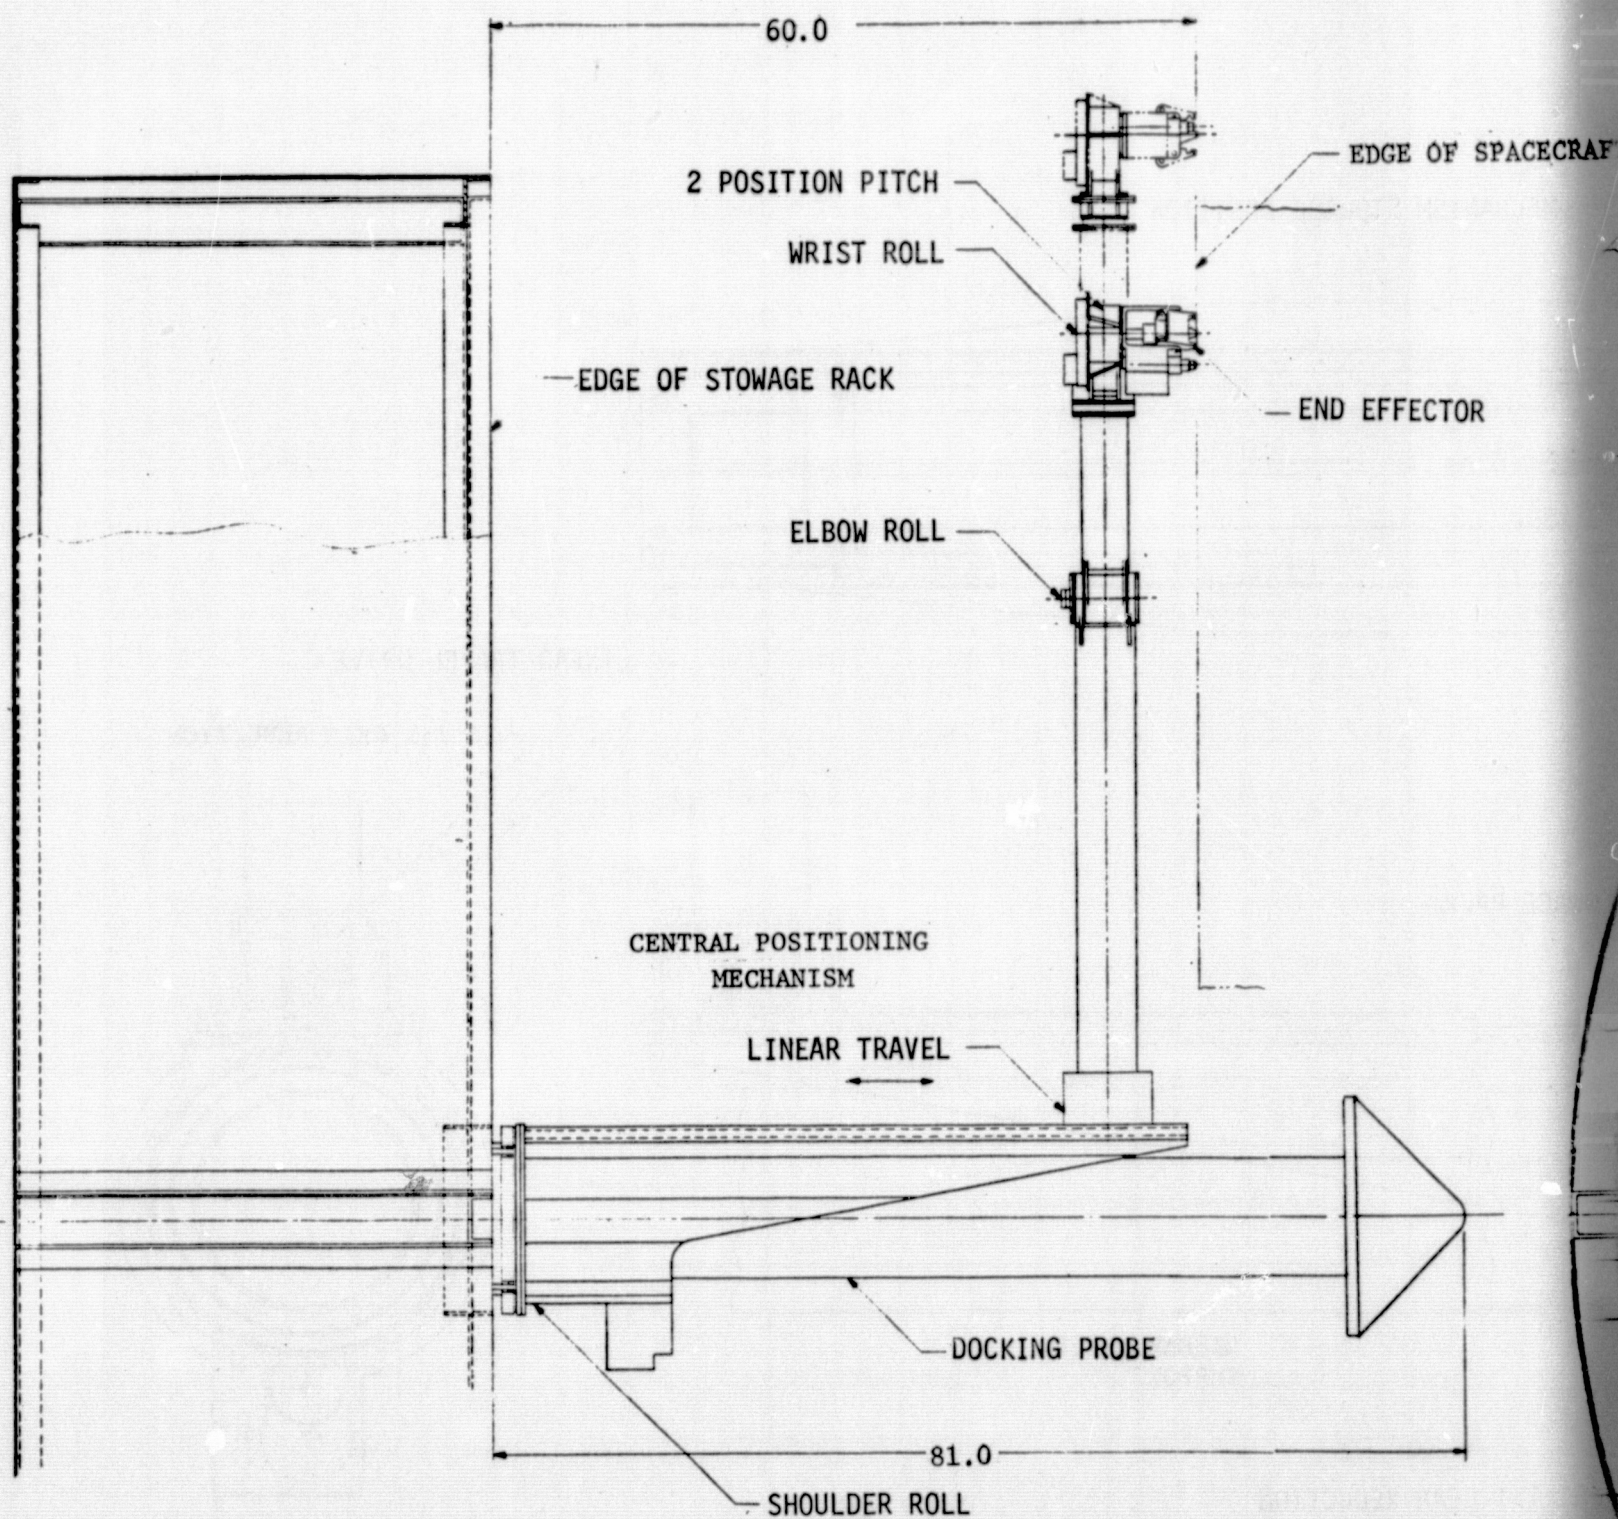 60.0
EDGE OF SPACECRAF
2 POSITION PITCH
WRIST ROLL
EDGE OF STOWAGE RACK
END EFFECTOR
ELBOW ROLL
CENTRAL POSITIONING
MECHANISM
LINEAR TRAVEL
DOCKING PROBE
81.0
SHOULDER ROLL